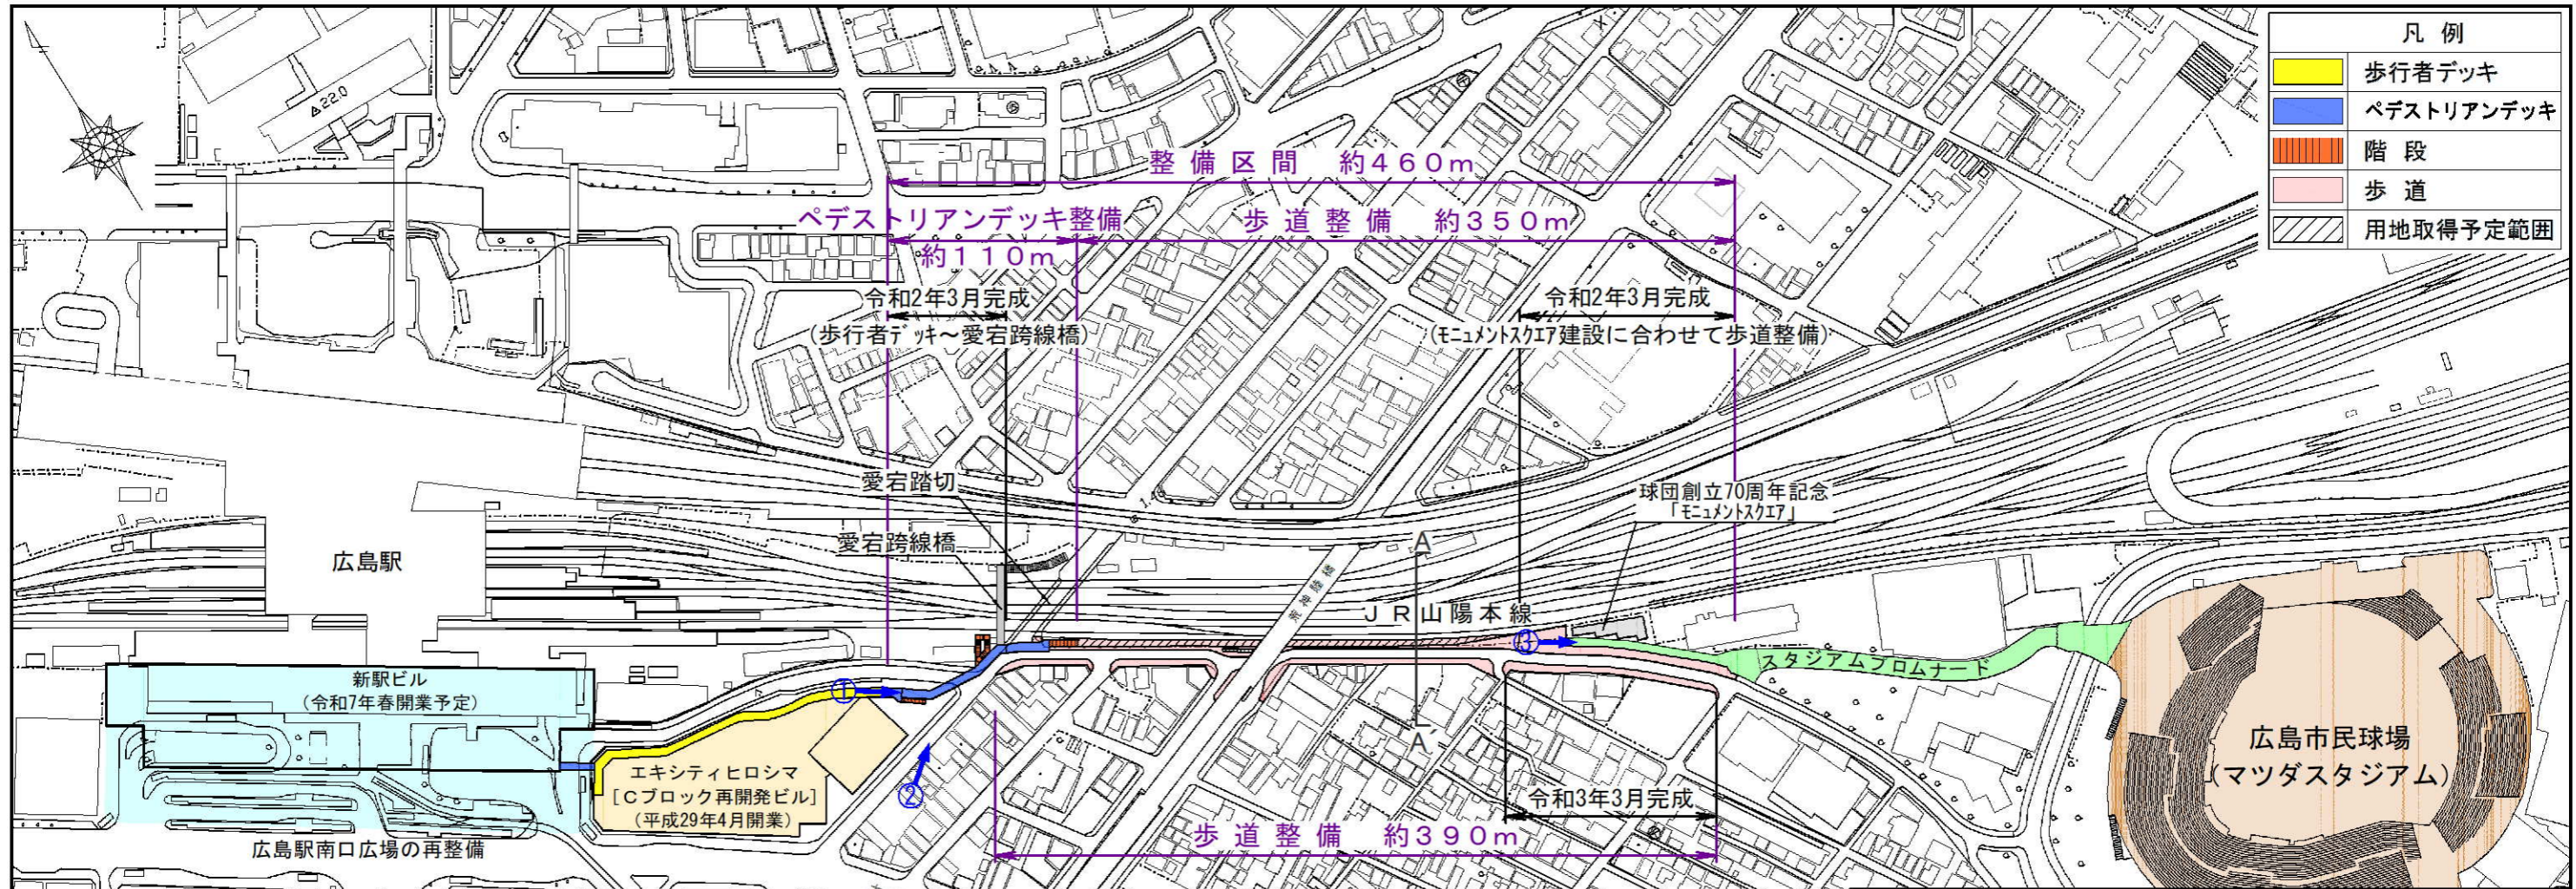 凡 例
歩行者デッキ
ペデストリアンデッキ
階 段
歩 道
用地取得予定範囲
22.0
整 備 区 間 約４６０ｍ
ペデストリアンデッキ整備
約１１０ｍ
歩 道 整 備 約３５０ｍ
令和2年3月完成
(歩行者ﾃﾞｯｷ～愛宕跨線橋)
令和2年3月完成
(ﾓﾆｭﾒﾝﾄｽｸｴｱ建設に合わせて歩道整備)
愛宕踏切
愛宕跨線橋
球団創立70周年記念
「ﾓﾆｭﾒﾝﾄｽｸｴｱ」
広島駅
荒神陸橋
A
ＪＲ山陽本線
③
スタジアムプロムナード
新駅ビル
(令和7年春開業予定)
①
A´
広島市民球場
(マツダスタジアム)
エキシティヒロシマ
[Ｃブロック再開発ビル]
(平成29年4月開業)
②
令和3年3月完成
歩 道 整 備 約３９０ｍ
広島駅南口広場の再整備